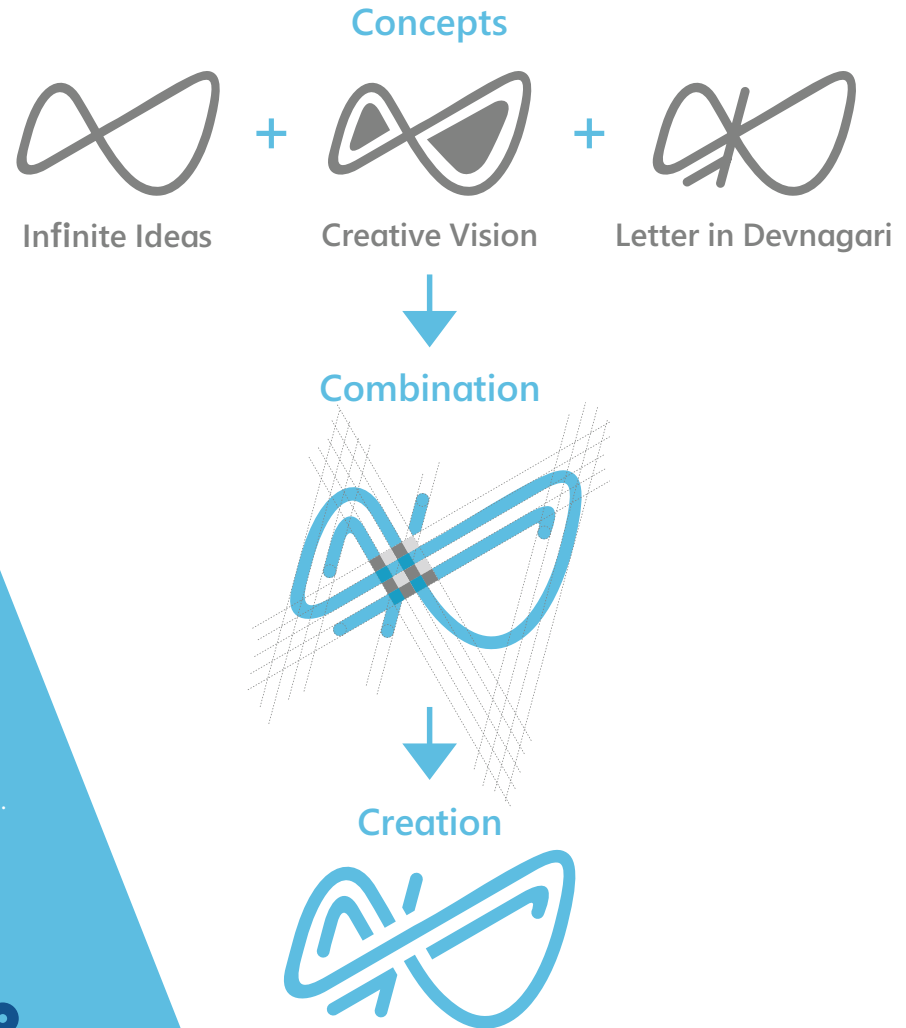 Concepts
+ +
Infinite Ideas Creative Vision Letter in Devnagari
Combination
Creation